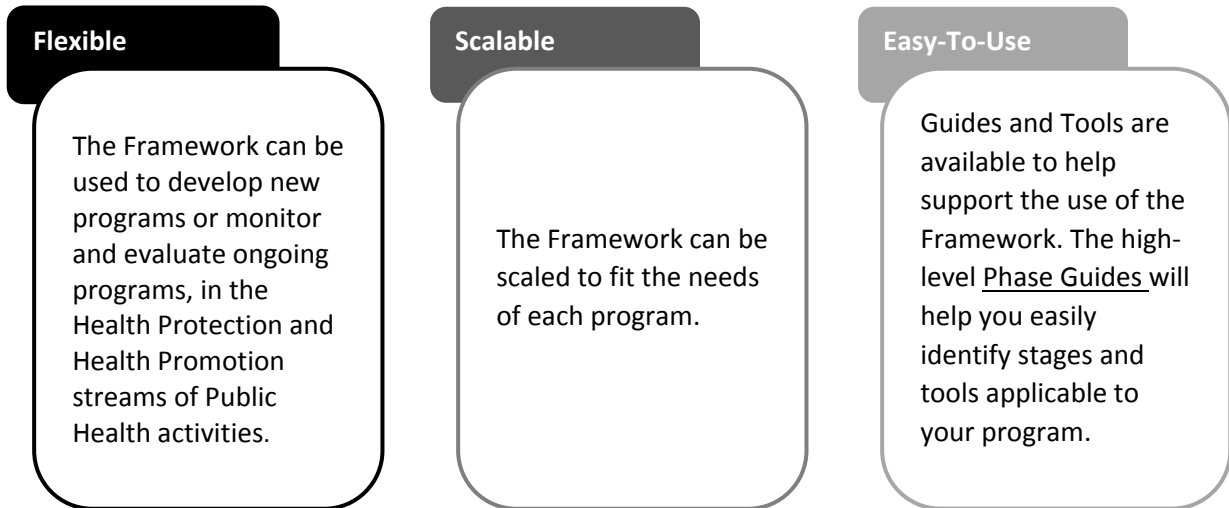 Flexible
The Framework can be
used to develop new
programs or monitor
and evaluate ongoing
programs, in the
Health Protection and
Health Promotion
streams of Public
Health activities.
Scalable
The Framework can be
scaled to fit the needs
of each program.
Easy-To-Use
Guides and Tools are
available to help
support the use of the
Framework. The high-
level Phase Guides will
help you easily
identify stages and
tools applicable to
your program.